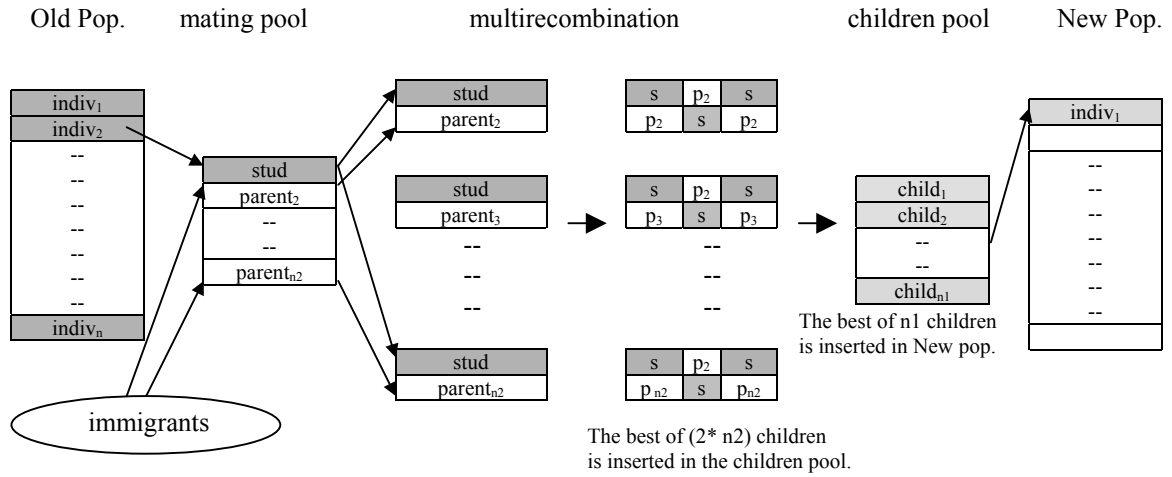 Old Pop. mating pool multirecombination children pool New Pop.
indiv₁
indiv₂
--
--
--
--
--
--
--
indivₙ
immigrants
stud
parent₂
--
--
parentₙ₂
stud
parent₂
stud
parent₃
--
--
--
stud
parentₙ₂
s p₂ s
p₂ s p₂
s p₂ s
p₃ s p₃
--
--
--
s p₂ s
p ₙ₂ s pₙ₂
The best of (2* n2) children
is inserted in the children pool.
child₁
child₂
--
--
childₙ₁
The best of n1 children
is inserted in New pop.
indiv₁
--
--
--
--
--
--
--